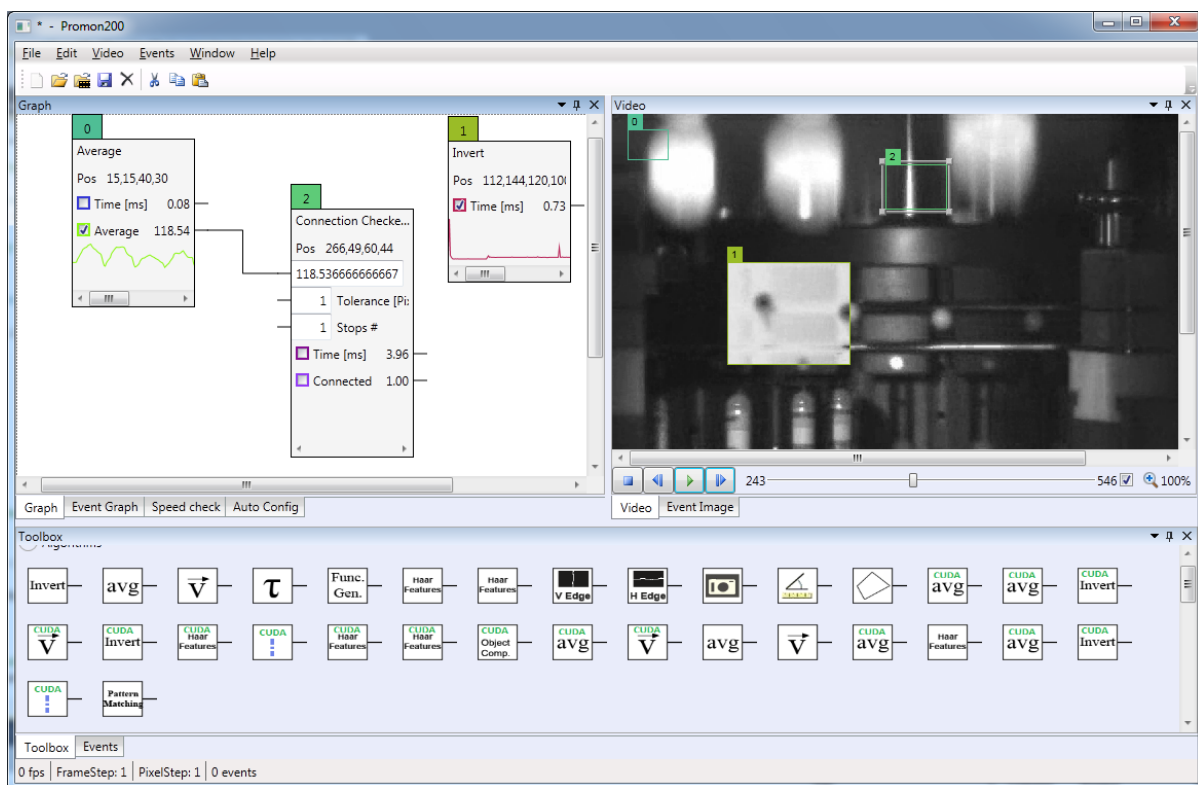 * - Promon200
File Edit Video Events Window Help
Graph
0
Average
Pos 15,15,40,30
Time [ms] 0.08
Average 118.54
2
Connection Checke...
Pos 266,49,60,44
118.536666666667
1 Tolerance [Pi
1 Stops #
Time [ms] 3.96
Connected 1.00
1
Invert
Pos 112,144,120,100
Time [ms] 0.73
Graph Event Graph Speed check Auto Config
Video
0
2
1
243 546 100%
Video Event Image
Toolbox
Algorithms
Invert avg v τ Func. Gen. Haar Features Haar Features V Edge H Edge CUDA avg CUDA avg CUDA Invert
CUDA v CUDA Invert CUDA Haar Features CUDA CUDA Haar Features CUDA Haar Features CUDA Object Comp. CUDA avg CUDA v avg v CUDA avg Haar Features CUDA avg CUDA Invert
CUDA Pattern Matching
Toolbox Events
0 fps FrameStep: 1 PixelStep: 1 0 events